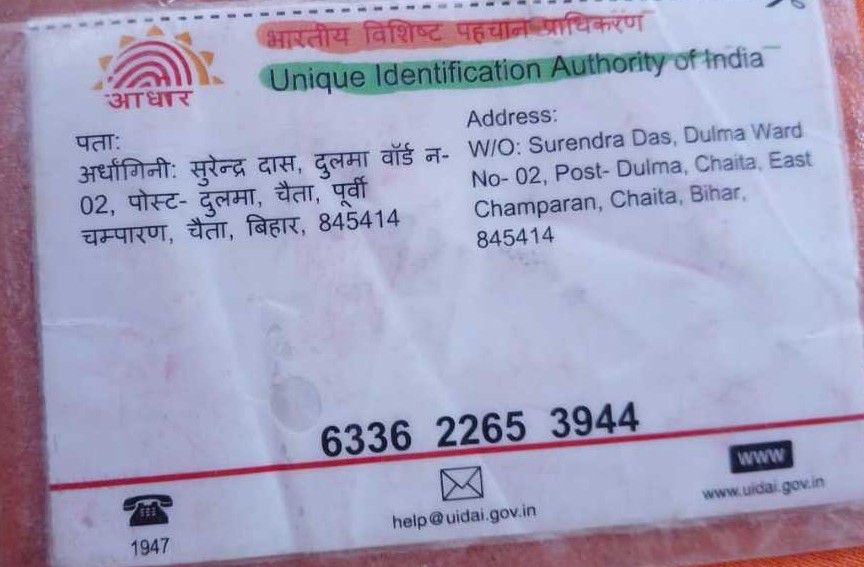 भारतीय विशिष्ट पहचान प्राधिकरण
Unique Identification Authority of India
आधार
पता:
अर्धांगिनी: सुरेन्द्र दास, दुलमा वॉर्ड न-
02, पोस्ट- दुलमा, चैता, पूर्वी
चम्पारण, चैता, बिहार, 845414
Address:
W/O: Surendra Das, Dulma Ward
No- 02, Post- Dulma, Chaita, East
Champaran, Chaita, Bihar,
845414
6336 2265 3944
1947
help@uidai.gov.in
www
www.uidai.gov.in